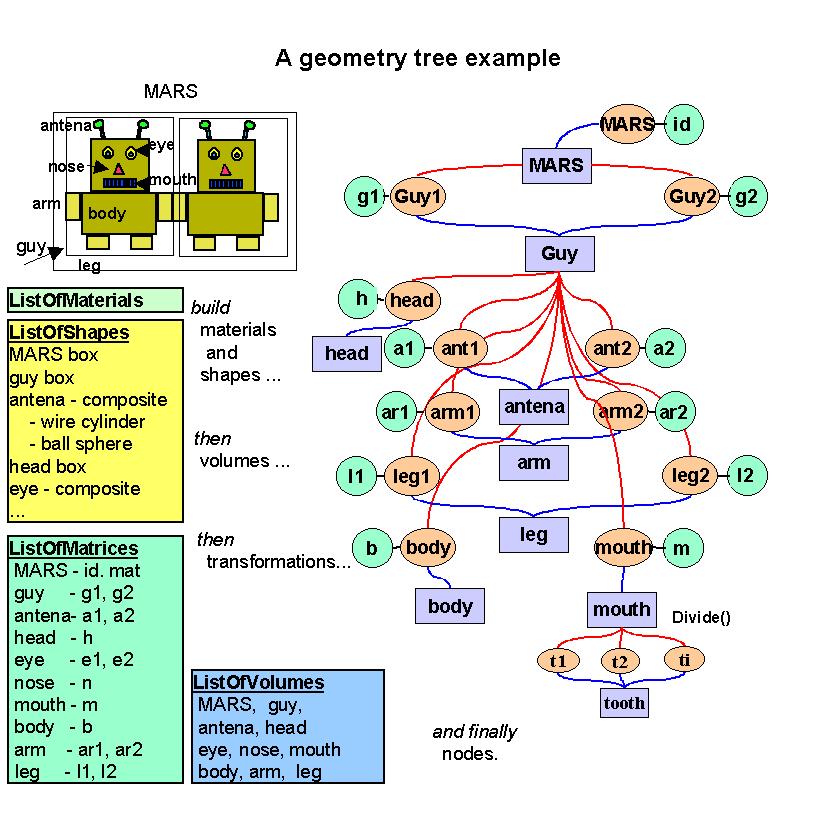 A geometry tree example
MARS
antena
eye
nose
mouth
arm
body
guy
leg
ListOfMaterials
ListOfShapes
MARS box
guy box
antena - composite
- wire cylinder
- ball sphere
head box
eye - composite
...
ListOfMatrices
MARS - id. mat
guy - g1, g2
antena- a1, a2
head - h
eye - e1, e2
nose - n
mouth - m
body - b
arm - ar1, ar2
leg - l1, l2
ListOfVolumes
MARS, guy,
antena, head
eye, nose, mouth
body, arm, leg
build
materials
and
shapes ...
then
volumes ...
then
transformations...
and finally
nodes.
MARS id
MARS
g1 Guy1 Guy2 g2
Guy
h head
head a1 ant1 ant2 a2
ar1 arm1 antena arm2 ar2
arm
l1 leg1 leg2 l2
leg
b body mouth m
body mouth Divide()
t1 t2 ti
tooth